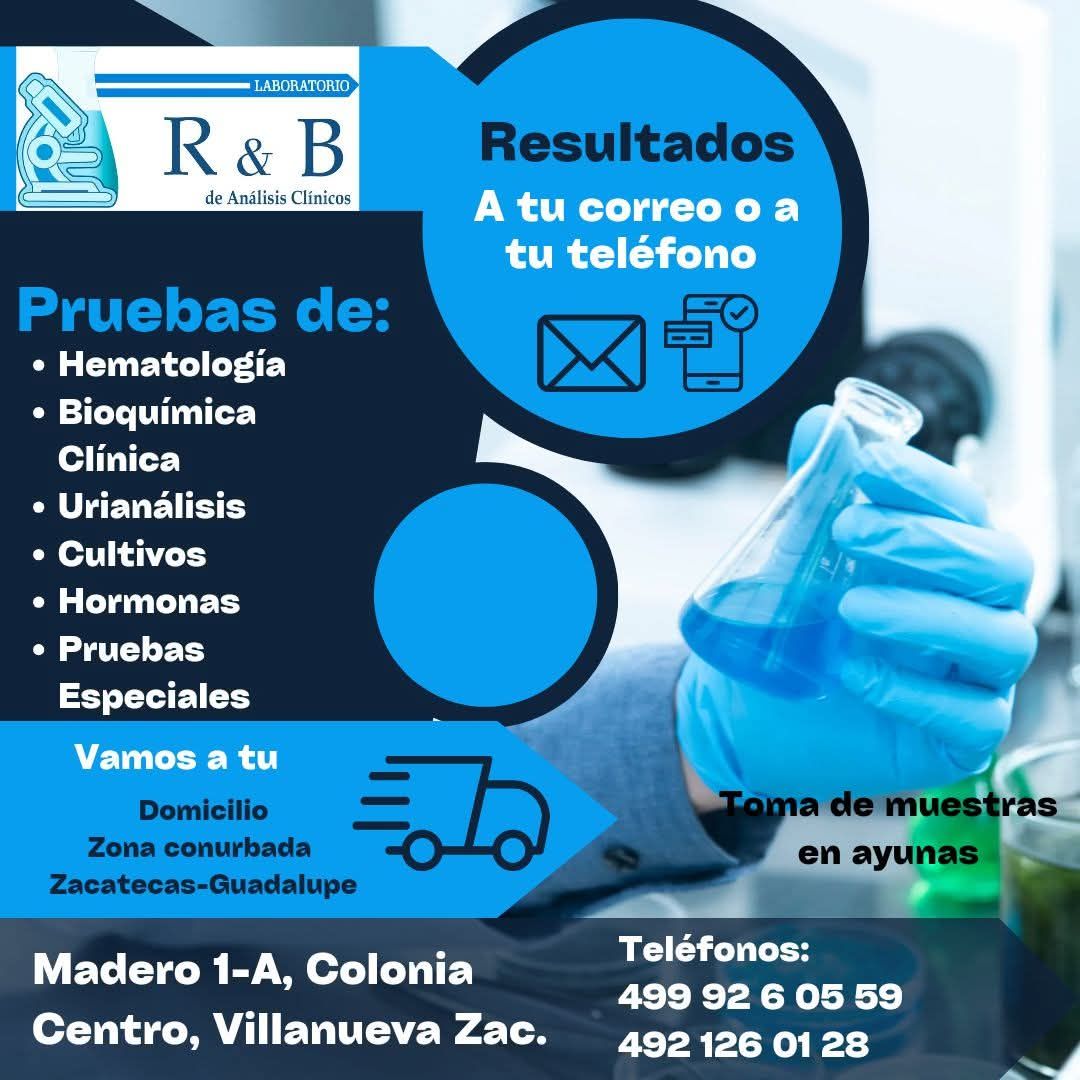 LABORATORIO
R & B
de Análisis Clínicos
Resultados
A tu correo o a
tu teléfono
Pruebas de:
• Hematología
• Bioquímica
Clínica
• Urianálisis
• Cultivos
• Hormonas
• Pruebas
Especiales
Vamos a tu
Domicilio
Zona conurbada
Zacatecas-Guadalupe
Toma de muestras
en ayunas
Madero 1-A, Colonia
Centro, Villanueva Zac.
Teléfonos:
499 92 6 05 59
492 126 01 28